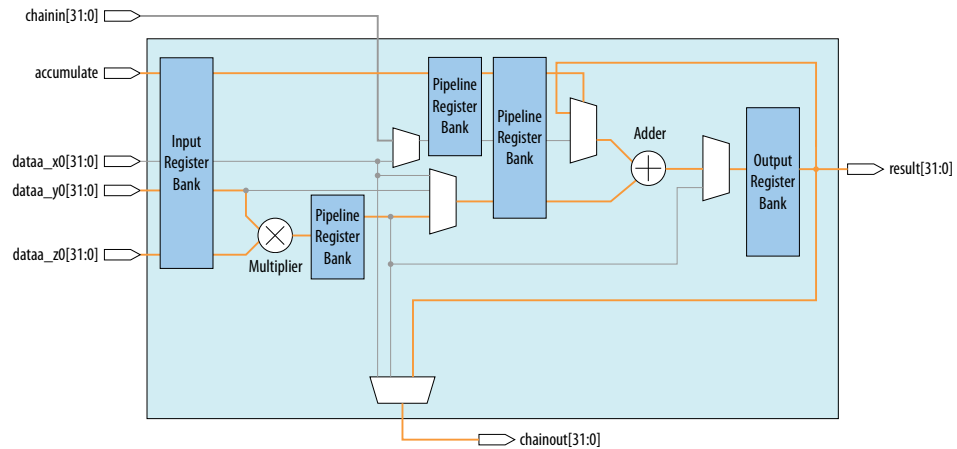 chainin[31:0]
accumulate
dataa_x0[31:0]
dataa_y0[31:0]
dataa_z0[31:0]
Input
Register
Bank
Multiplier
Pipeline
Register
Bank
Pipeline
Register
Bank
Pipeline
Register
Bank
Adder
Output
Register
Bank
result[31:0]
chainout[31:0]